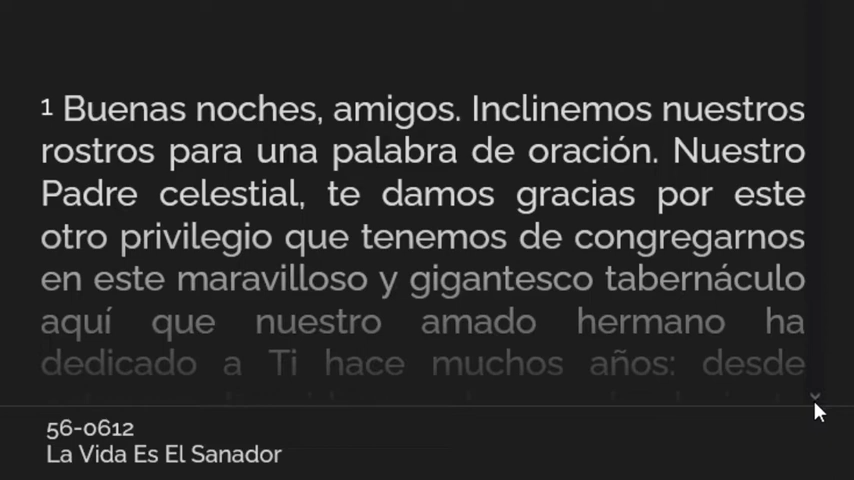 1 Buenas noches, amigos. Inclinemos nuestros
rostros para una palabra de oración. Nuestro
Padre celestial, te damos gracias por este
otro privilegio que tenemos de congregarnos
en este maravilloso y gigantesco tabernáculo
aquí que nuestro amado hermano ha
dedicado a Ti hace muchos años: desde
56-0612
La Vida Es El Sanador